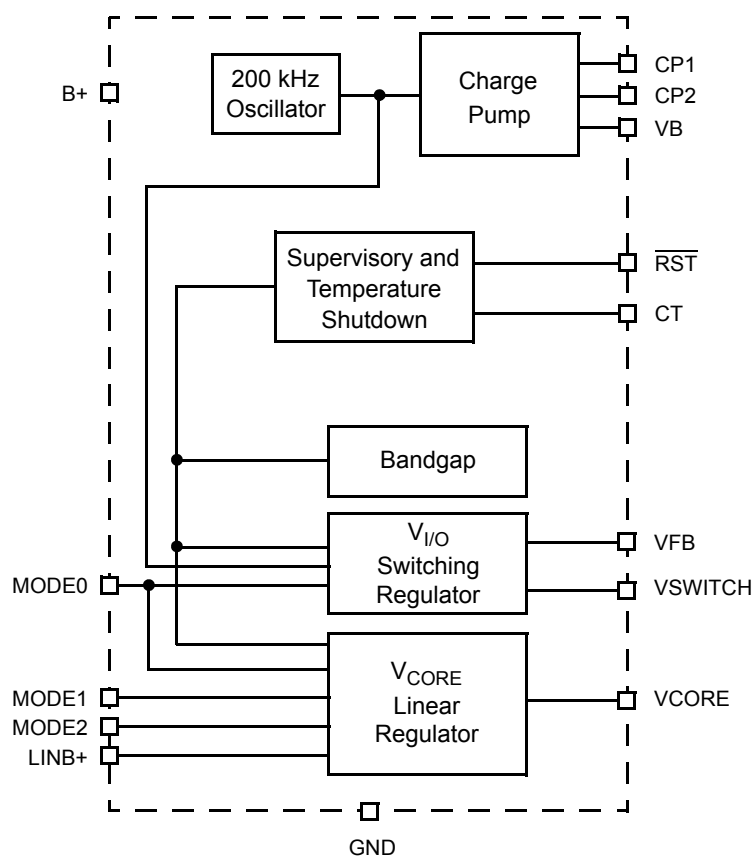 B+
200 kHz
Oscillator
Charge
Pump
CP1
CP2
VB
Supervisory and
Temperature
Shutdown
RST
CT
Bandgap
VI/O
Switching
Regulator
VFB
VSWITCH
MODE0
VCORE
Linear
Regulator
MODE1
MODE2
LINB+
VCORE
GND